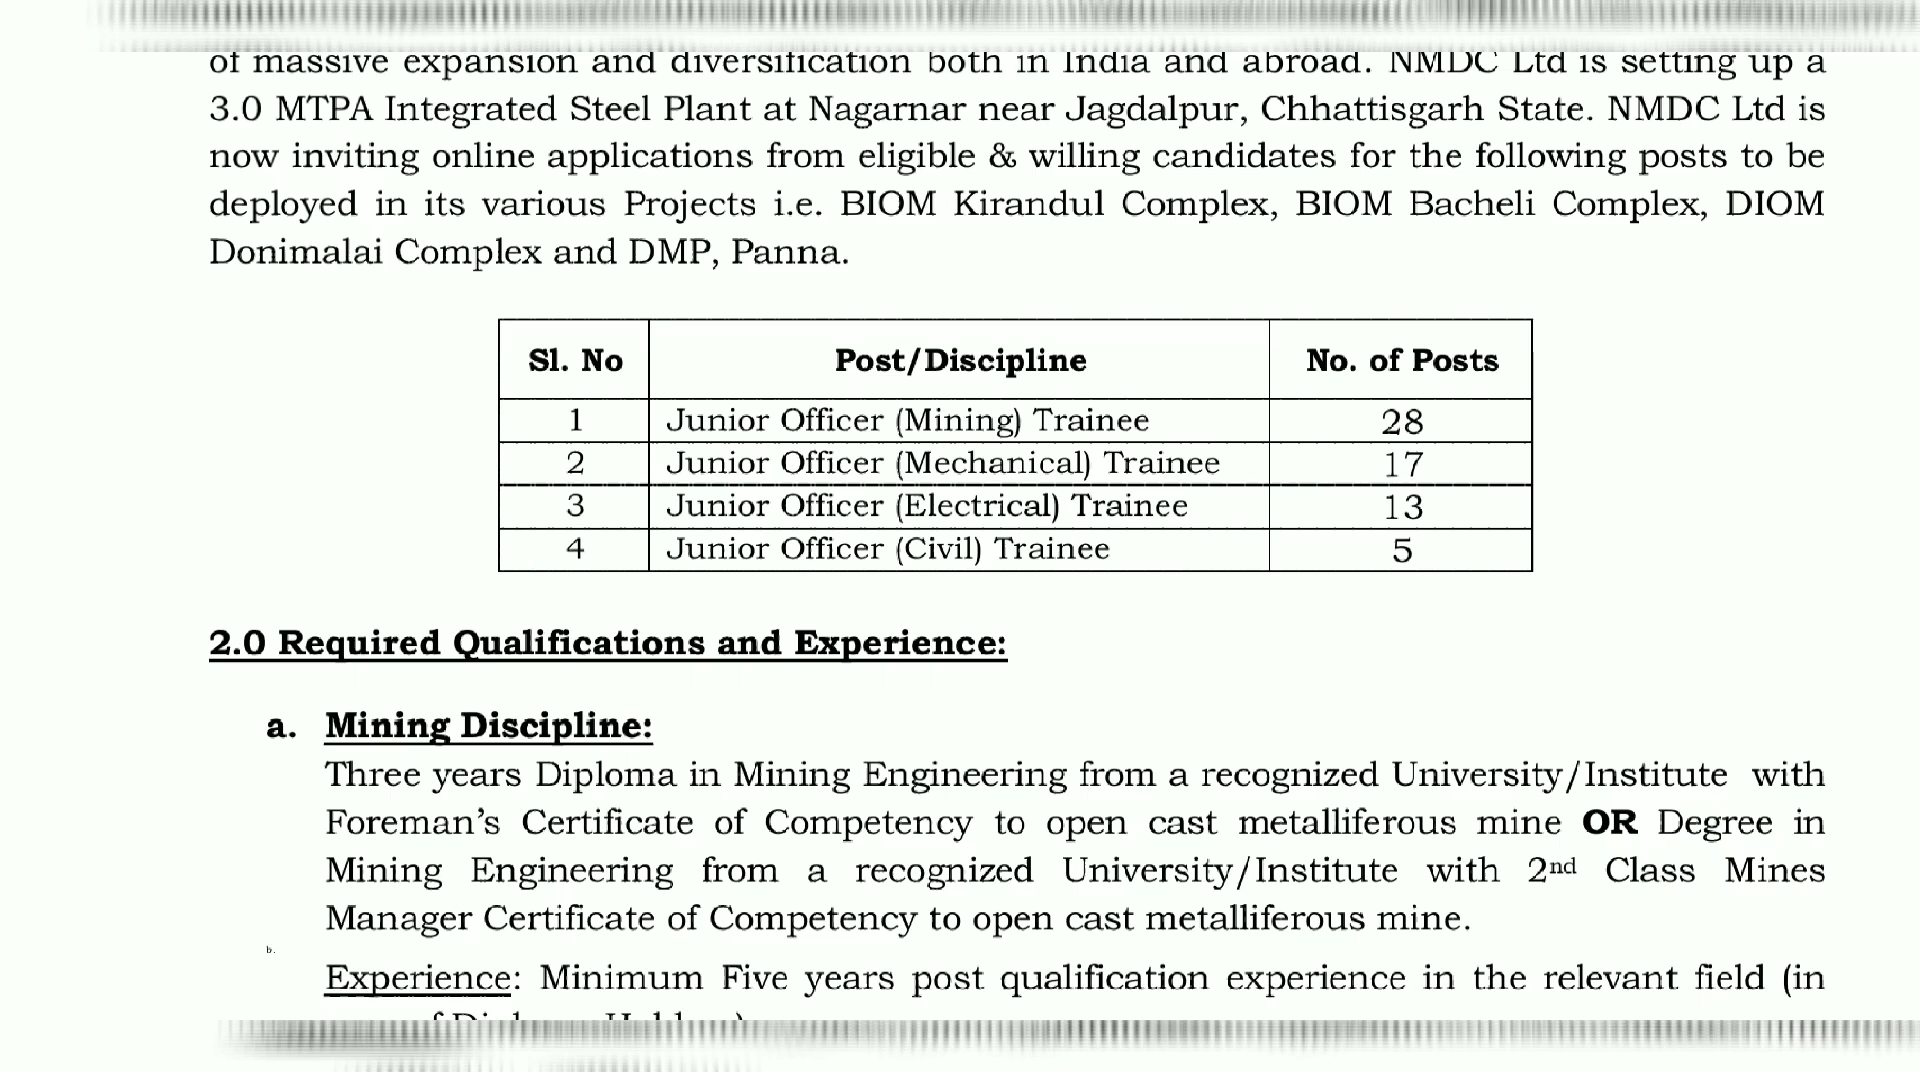 of massive expansion and diversification both in India and abroad. NMDC Ltd is setting up a
3.0 MTPA Integrated Steel Plant at Nagarnar near Jagdalpur, Chhattisgarh State. NMDC Ltd is
now inviting online applications from eligible & willing candidates for the following posts to be
deployed in its various Projects i.e. BIOM Kirandul Complex, BIOM Bacheli Complex, DIOM
Donimalai Complex and DMP, Panna.
Sl. No Post/Discipline No. of Posts
1 Junior Officer (Mining) Trainee 28
2 Junior Officer (Mechanical) Trainee 17
3 Junior Officer (Electrical) Trainee 13
4 Junior Officer (Civil) Trainee 5
2.0 Required Qualifications and Experience:
a. Mining Discipline:
Three years Diploma in Mining Engineering from a recognized University/Institute with
Foreman’s Certificate of Competency to open cast metalliferous mine OR Degree in
Mining Engineering from a recognized University/Institute with 2nd Class Mines
Manager Certificate of Competency to open cast metalliferous mine.
b.
Experience: Minimum Five years post qualification experience in the relevant field (in